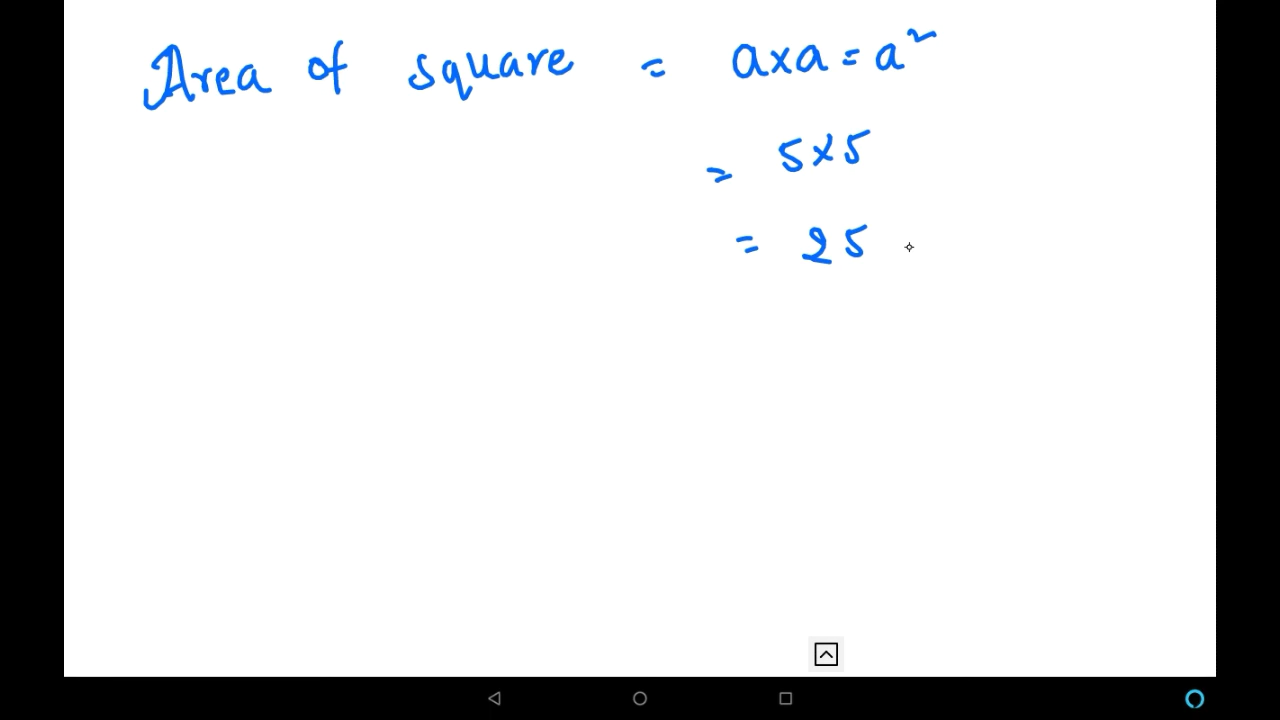 Area of square = a×a = a²
= 5×5
= 25